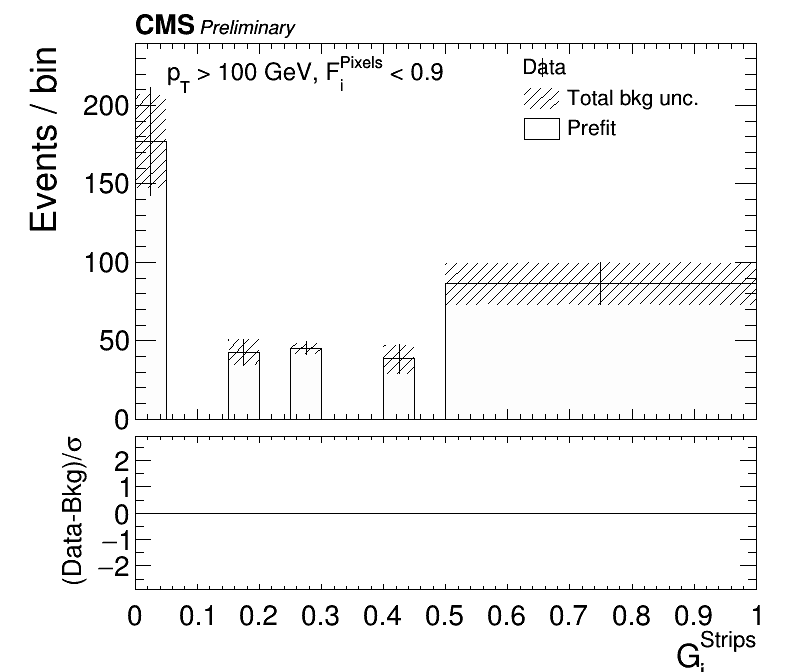 CMS Preliminary
Events / bin
p_T > 100 GeV, F_i^Pixels < 0.9
Data
Total bkg unc.
Prefit
200
150
100
50
0
(Data-Bkg)/σ
2
1
0
−1
−2
0 0.1 0.2 0.3 0.4 0.5 0.6 0.7 0.8 0.9 1
G_i^Strips